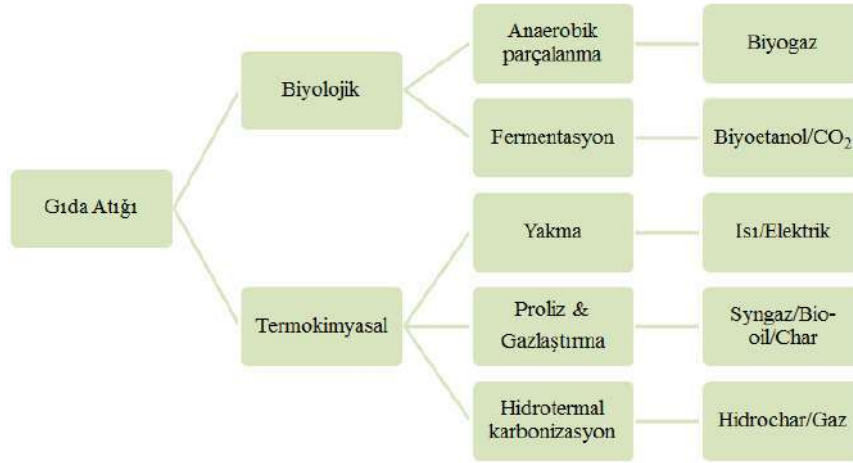 Gıda Atığı
Biyolojik
Anaerobik
parçalanma
Biyogaz
Fermentasyon
Biyoetanol/CO₂
Termokimyasal
Yakma
Isı/Elektrik
Proliz &
Gazlaştırma
Syngaz/Bio-
oil/Char
Hidrotermal
karbonizasyon
Hidrochar/Gaz